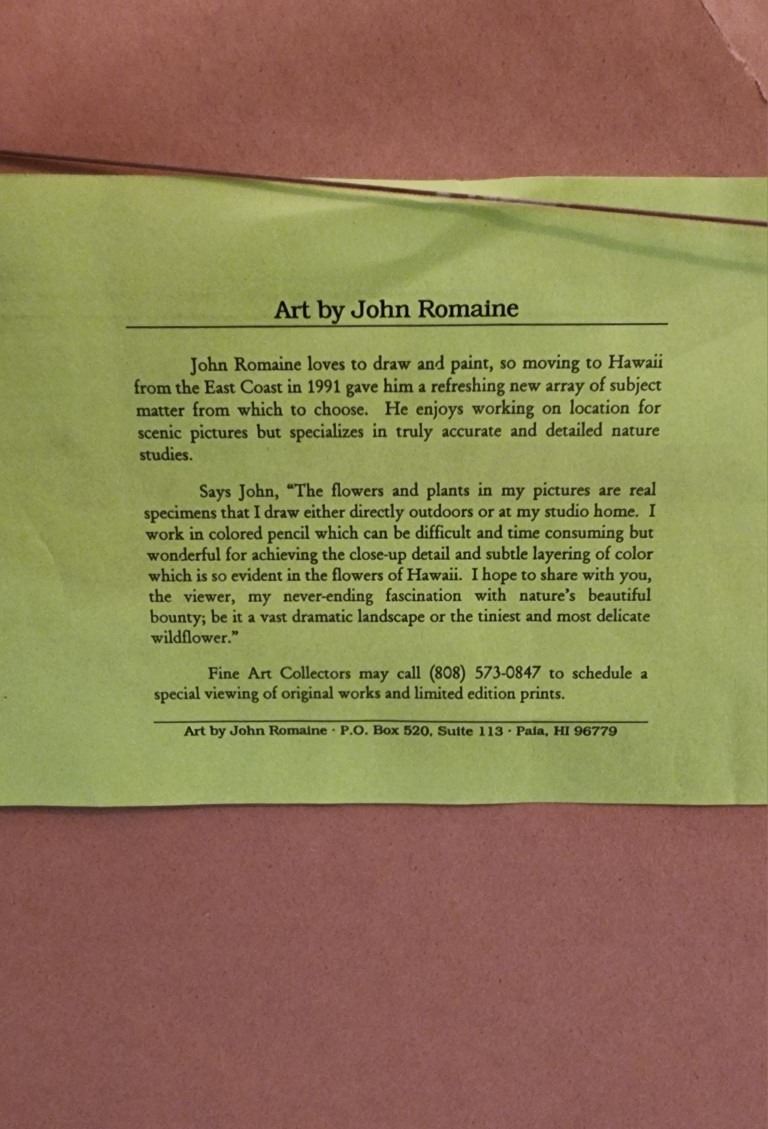 Art by John Romaine
John Romaine loves to draw and paint, so moving to Hawaii
from the East Coast in 1991 gave him a refreshing new array of subject
matter from which to choose. He enjoys working on location for
scenic pictures but specializes in truly accurate and detailed nature
studies.
Says John, “The flowers and plants in my pictures are real
specimens that I draw either directly outdoors or at my studio home. I
work in colored pencil which can be difficult and time consuming but
wonderful for achieving the close-up detail and subtle layering of color
which is so evident in the flowers of Hawaii. I hope to share with you,
the viewer, my never-ending fascination with nature's beautiful
bounty; be it a vast dramatic landscape or the tiniest and most delicate
wildflower.”
Fine Art Collectors may call (808) 573-0847 to schedule a
special viewing of original works and limited edition prints.
Art by John Romaine · P.O. Box 520, Suite 113 · Paia, HI 96779